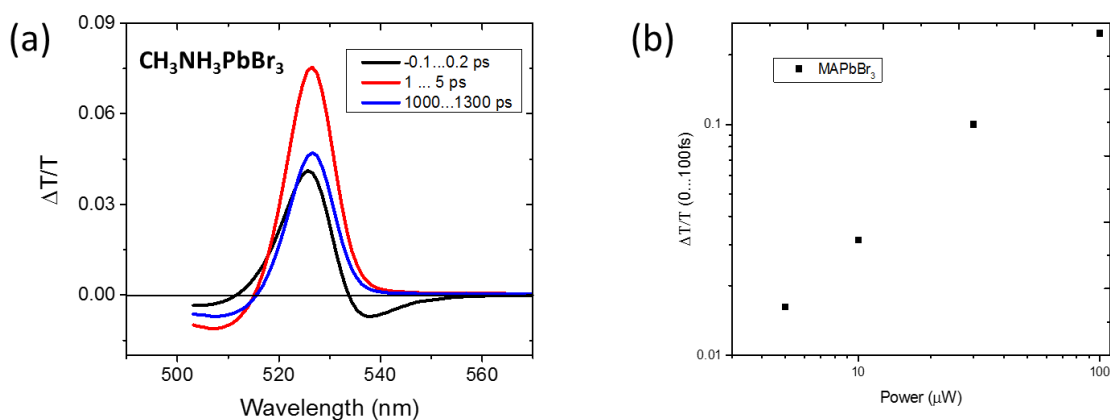 (a)
CH₃NH₃PbBr₃
-0.1...0.2 ps
1 ... 5 ps
1000...1300 ps
0.09
0.06
0.03
0.00
ΔT/T
500 520 540 560
Wavelength (nm)
(b)
MAPbBr₃
0.1
0.01
ΔT/T (0...100fs)
10 100
Power (μW)